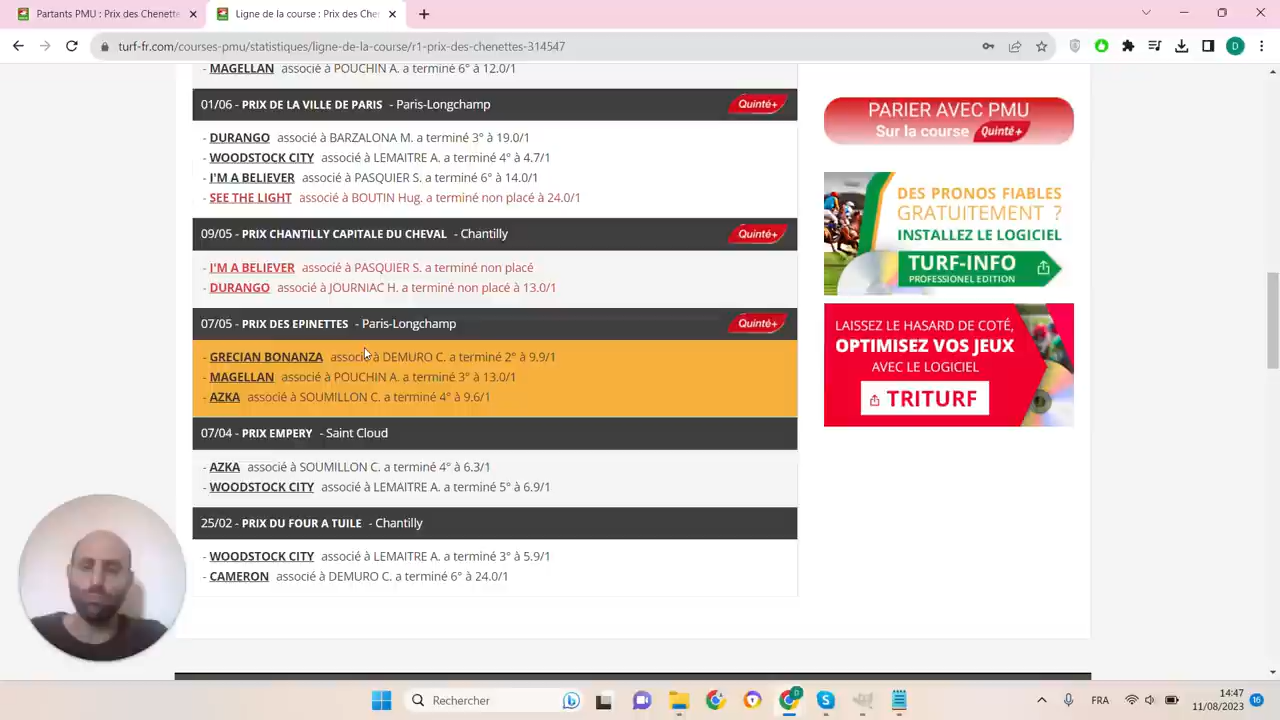 Partants PMU : Prix des Chenette
Ligne de la course : Prix des Che
turf-fr.com/courses-pmu/statistiques/ligne-de-la-course/r1-prix-des-chenettes-314547
D
- MAGELLAN associé à POUCHIN A. a terminé 6° à 12.0/1
01/06 - PRIX DE LA VILLE DE PARIS - Paris-Longchamp Quinté+
- DURANGO associé à BARZALONA M. a terminé 3° à 19.0/1
- WOODSTOCK CITY associé à LEMAITRE A. a terminé 4° à 4.7/1
- I'M A BELIEVER associé à PASQUIER S. a terminé 6° à 14.0/1
- SEE THE LIGHT associé à BOUTIN Hug. a terminé non placé à 24.0/1
09/05 - PRIX CHANTILLY CAPITALE DU CHEVAL - Chantilly Quinté+
- I'M A BELIEVER associé à PASQUIER S. a terminé non placé
- DURANGO associé à JOURNIAC H. a terminé non placé à 13.0/1
07/05 - PRIX DES EPINETTES - Paris-Longchamp Quinté+
- GRECIAN BONANZA associé à DEMURO C. a terminé 2° à 9.9/1
- MAGELLAN associé à POUCHIN A. a terminé 3° à 13.0/1
- AZKA associé à SOUMILLON C. a terminé 4° à 9.6/1
07/04 - PRIX EMPERY - Saint Cloud
- AZKA associé à SOUMILLON C. a terminé 4° à 6.3/1
- WOODSTOCK CITY associé à LEMAITRE A. a terminé 5° à 6.9/1
25/02 - PRIX DU FOUR A TUILE - Chantilly
- WOODSTOCK CITY associé à LEMAITRE A. a terminé 3° à 5.9/1
- CAMERON associé à DEMURO C. a terminé 6° à 24.0/1
PARIER AVEC PMU
Sur la course Quinté+
DES PRONOS FIABLES
GRATUITEMENT ?
INSTALLEZ LE LOGICIEL
TURF-INFO
PROFESSIONEL EDITION
LAISSEZ LE HASARD DE COTÉ,
OPTIMISEZ VOS JEUX
AVEC LE LOGICIEL
TRITURF
Rechercher
FRA
14:47
11/08/2023
16